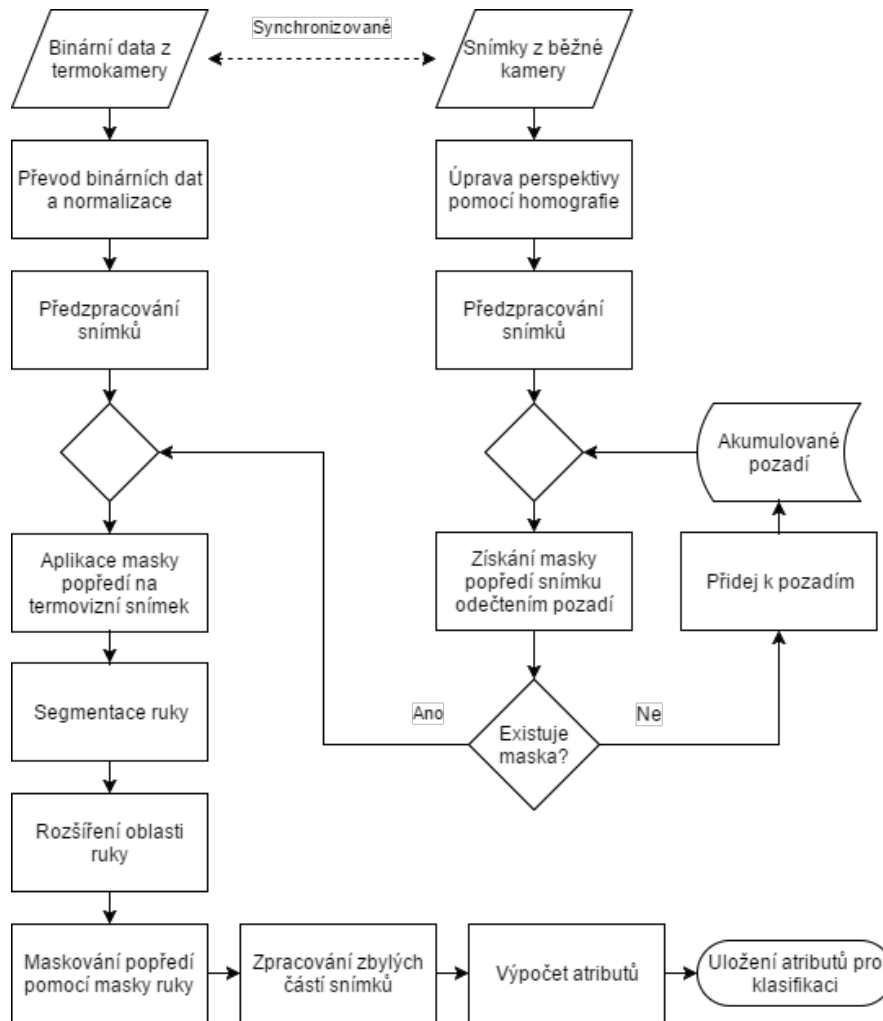 Binární data z
termokamery
Synchronizované
Snímky z běžné
kamery
Převod binárních dat
a normalizace
Úprava perspektivy
pomocí homografie
Předzpracování
snímků
Předzpracování
snímků
Akumulované
pozadí
Aplikace masky
popředí na
termovizní snímek
Získání masky
popředí snímku
odečtením pozadí
Přidej k pozadím
Segmentace ruky
Ano
Existuje
maska?
Ne
Rozšíření oblasti
ruky
Maskování popředí
pomocí masky ruky
Zpracování zbylých
částí snímků
Výpočet atributů
Uložení atributů pro
klasifikaci